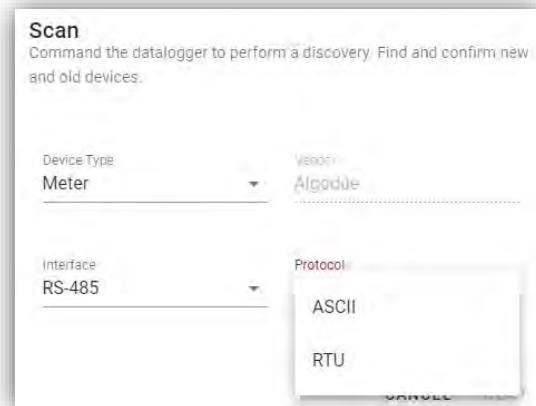 Scan
Command the datalogger to perform a discovery. Find and confirm new
and old devices.
Device Type
Vendor
Meter
Algodue
Interface
Protocol
RS-485
ASCII
RTU
CANCEL